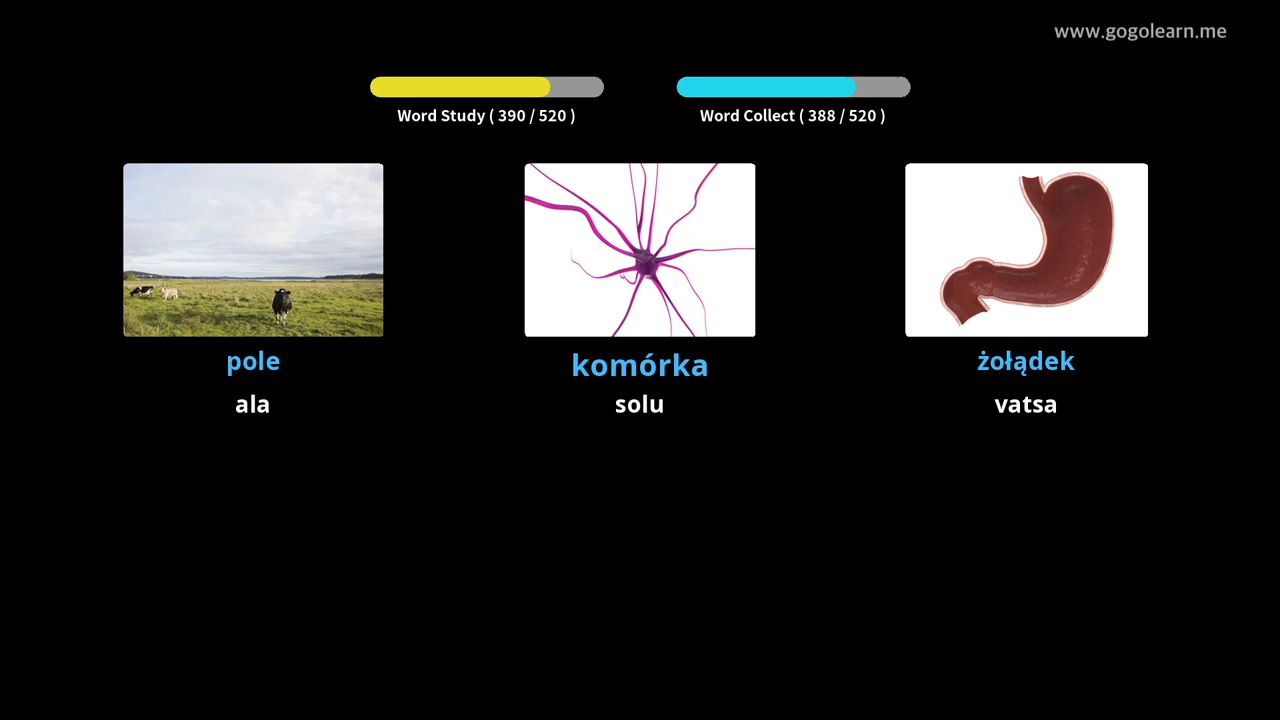 www.gogolearn.me
Word Study ( 390 / 520 )
Word Collect ( 388 / 520 )
pole
komórka
żołądek
ala
solu
vatsa